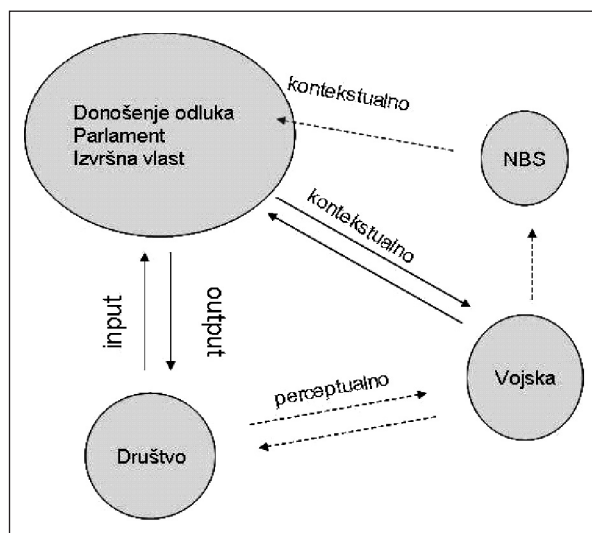 kontekstualno
Donošenje odluka
Parlament
Izvršna vlast
NBS
kontekstualno
input
output
Vojska
perceptualno
Društvo